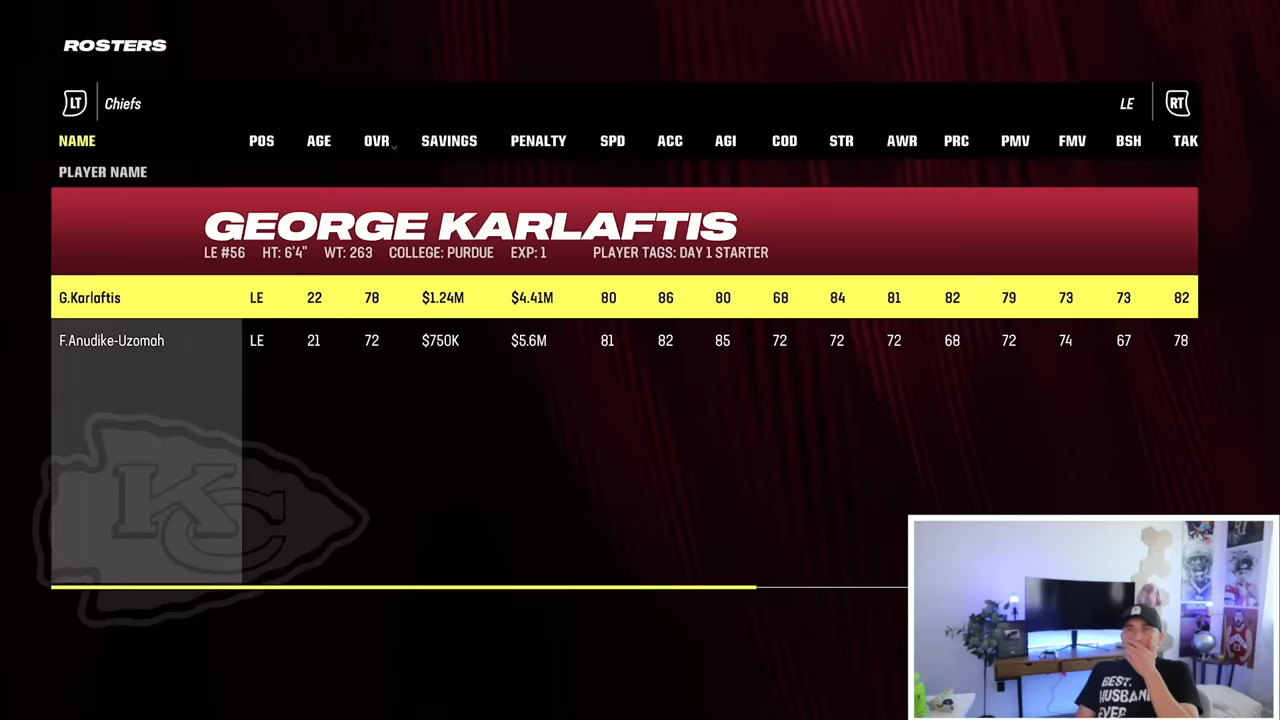 ROSTERS
LT Chiefs LE RT
NAME POS AGE OVR SAVINGS PENALTY SPD ACC AGI COD STR AWR PRC PMV FMV BSH TAK
PLAYER NAME
GEORGE KARLAFTIS
LE #56 HT: 6'4" WT: 263 COLLEGE: PURDUE EXP: 1 PLAYER TAGS: DAY 1 STARTER
G.Karlaftis LE 22 78 $1.24M $4.41M 80 86 80 68 84 81 82 79 73 73 82
F.Anudike-Uzomah LE 21 72 $750K $5.6M 81 82 85 72 72 72 68 72 74 67 78
KC
BEST.
HUSBAN
EVER